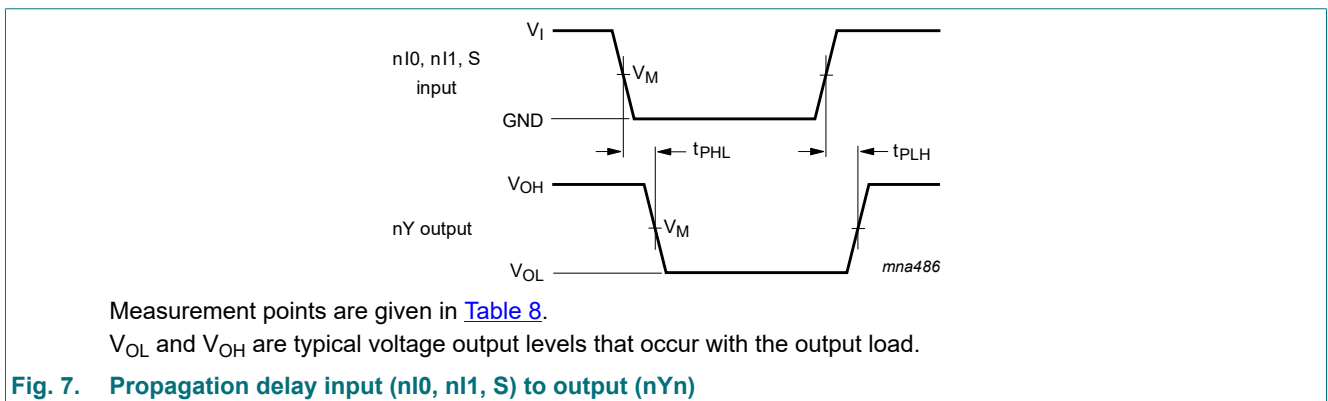 VI
nI0, nI1, S
input
VM
GND
tPHL
tPLH
VOH
nY output
VM
VOL
mna486
Measurement points are given in Table 8.
VOL and VOH are typical voltage output levels that occur with the output load.
Fig. 7. Propagation delay input (nI0, nI1, S) to output (nYn)